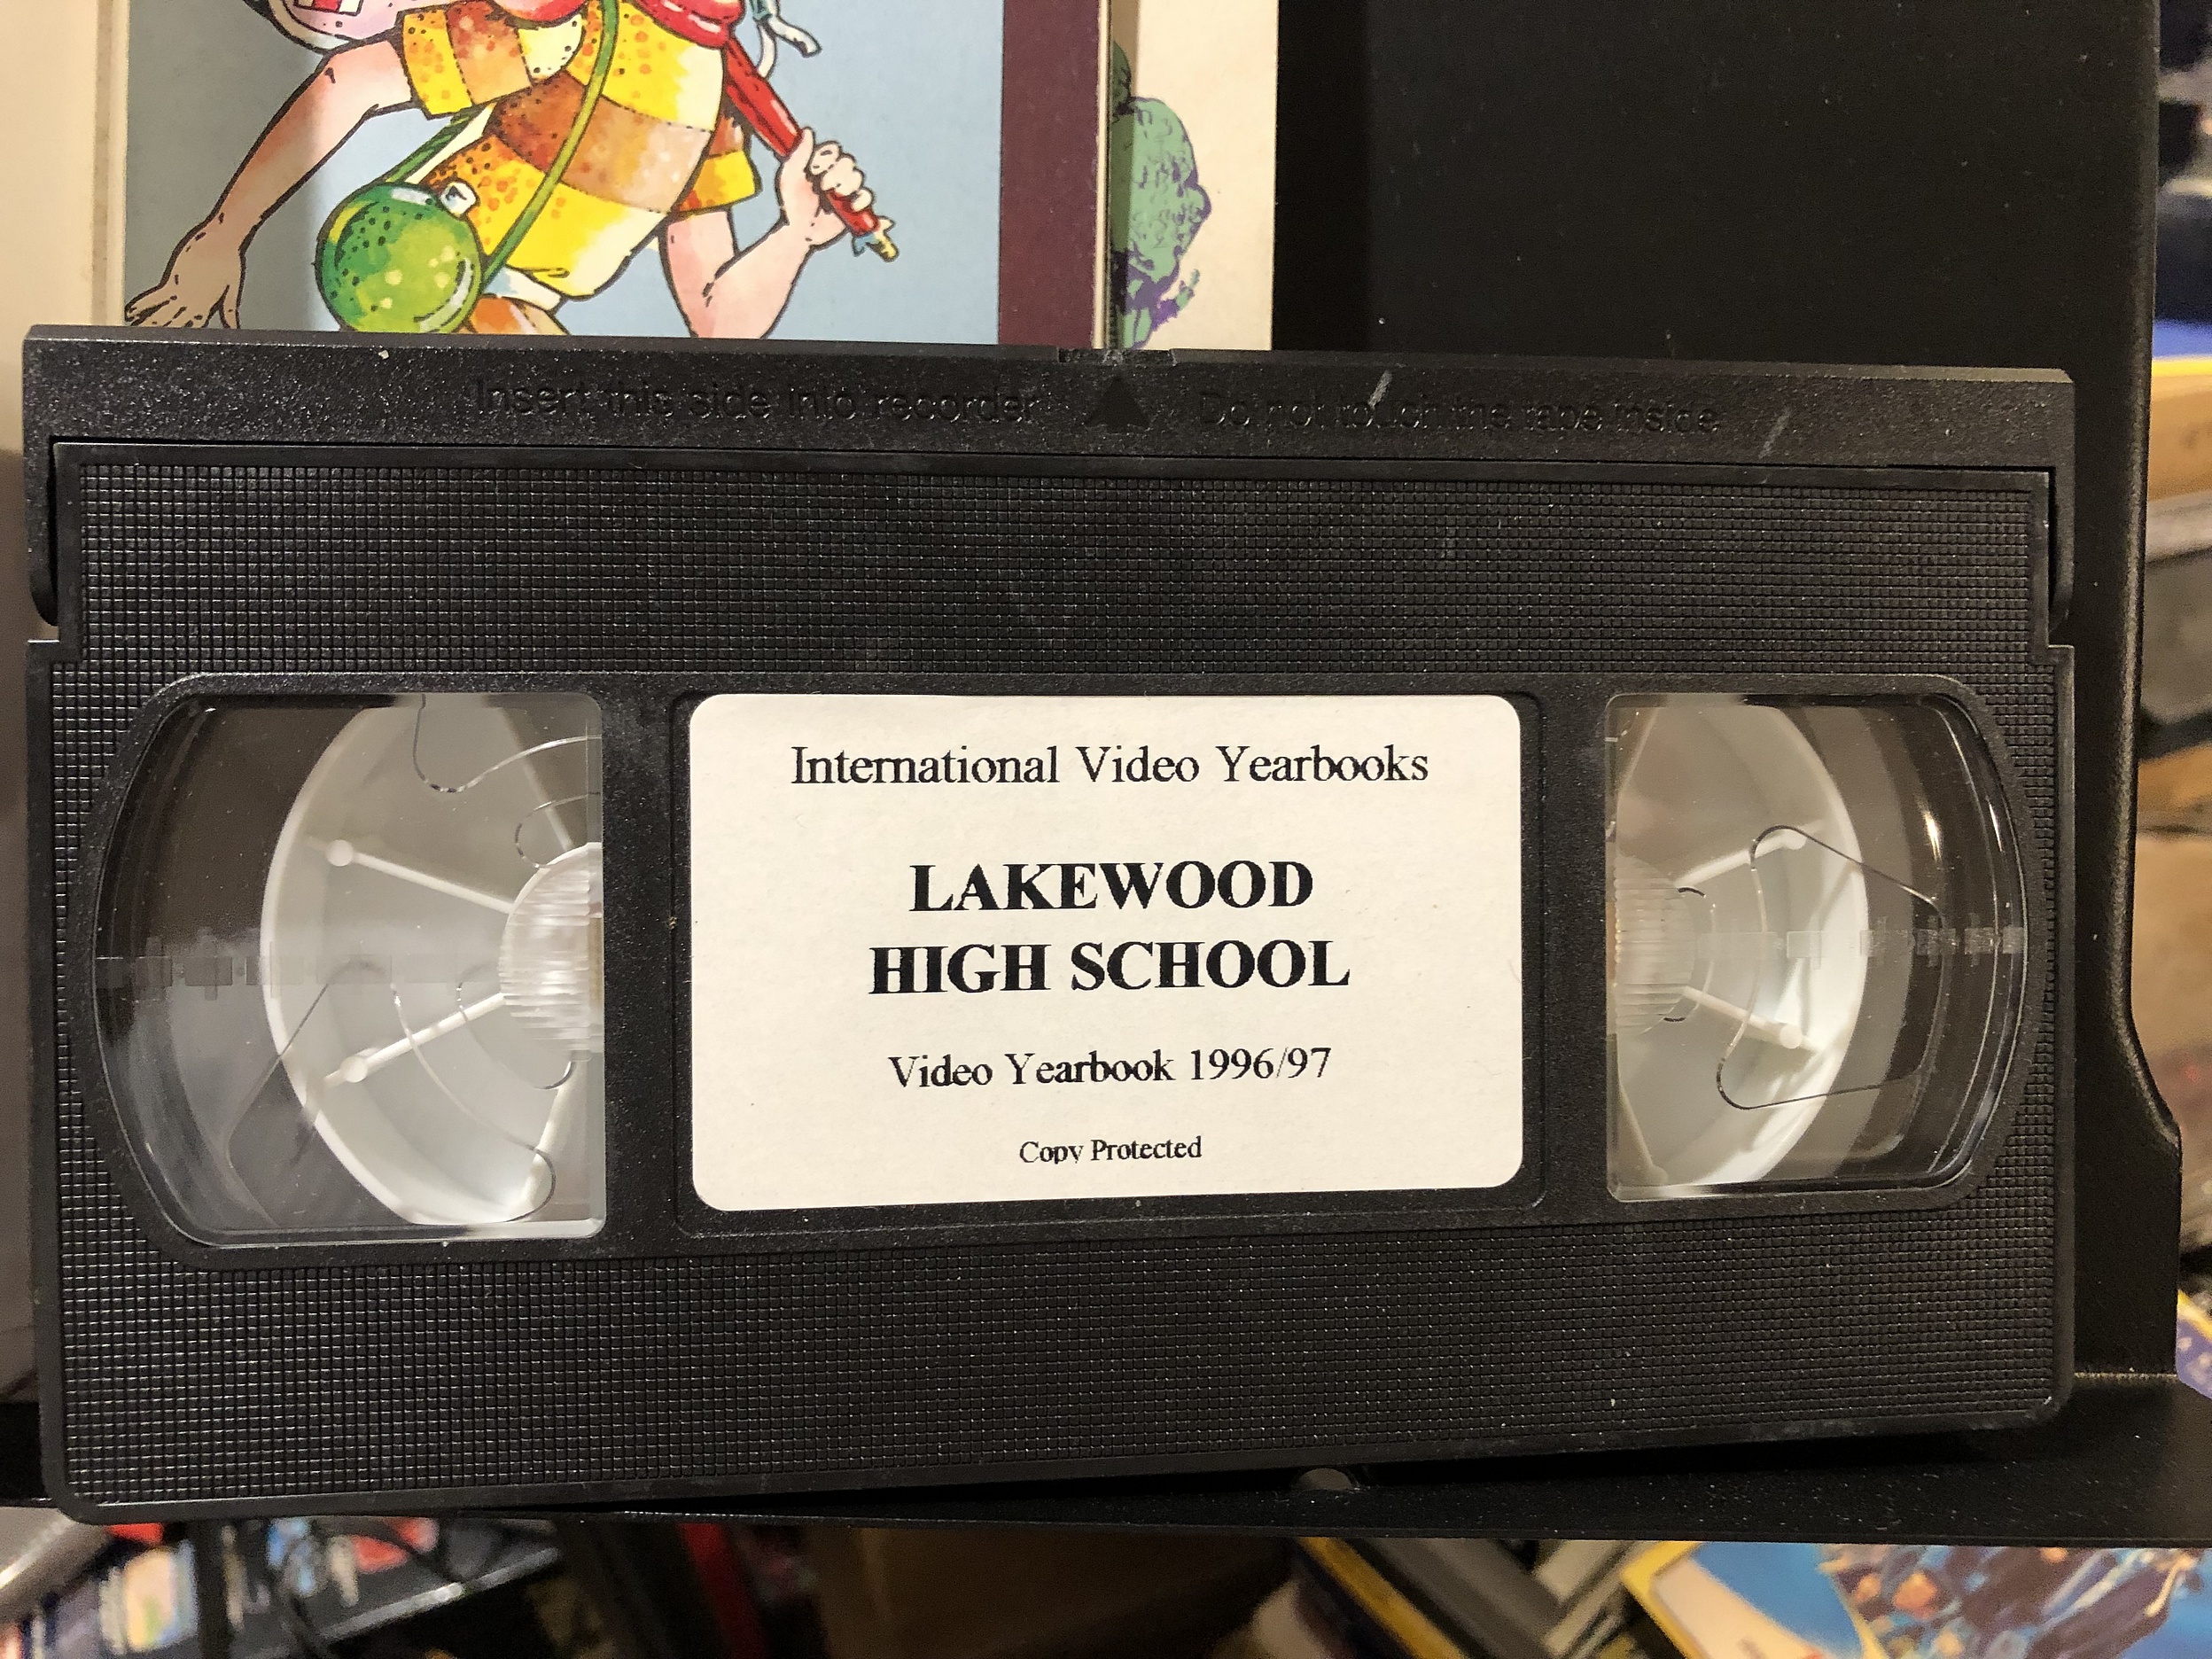 Insert this side into recorder Do not touch the tape inside
International Video Yearbooks
LAKEWOOD
HIGH SCHOOL
Video Yearbook 1996/97
Copy Protected